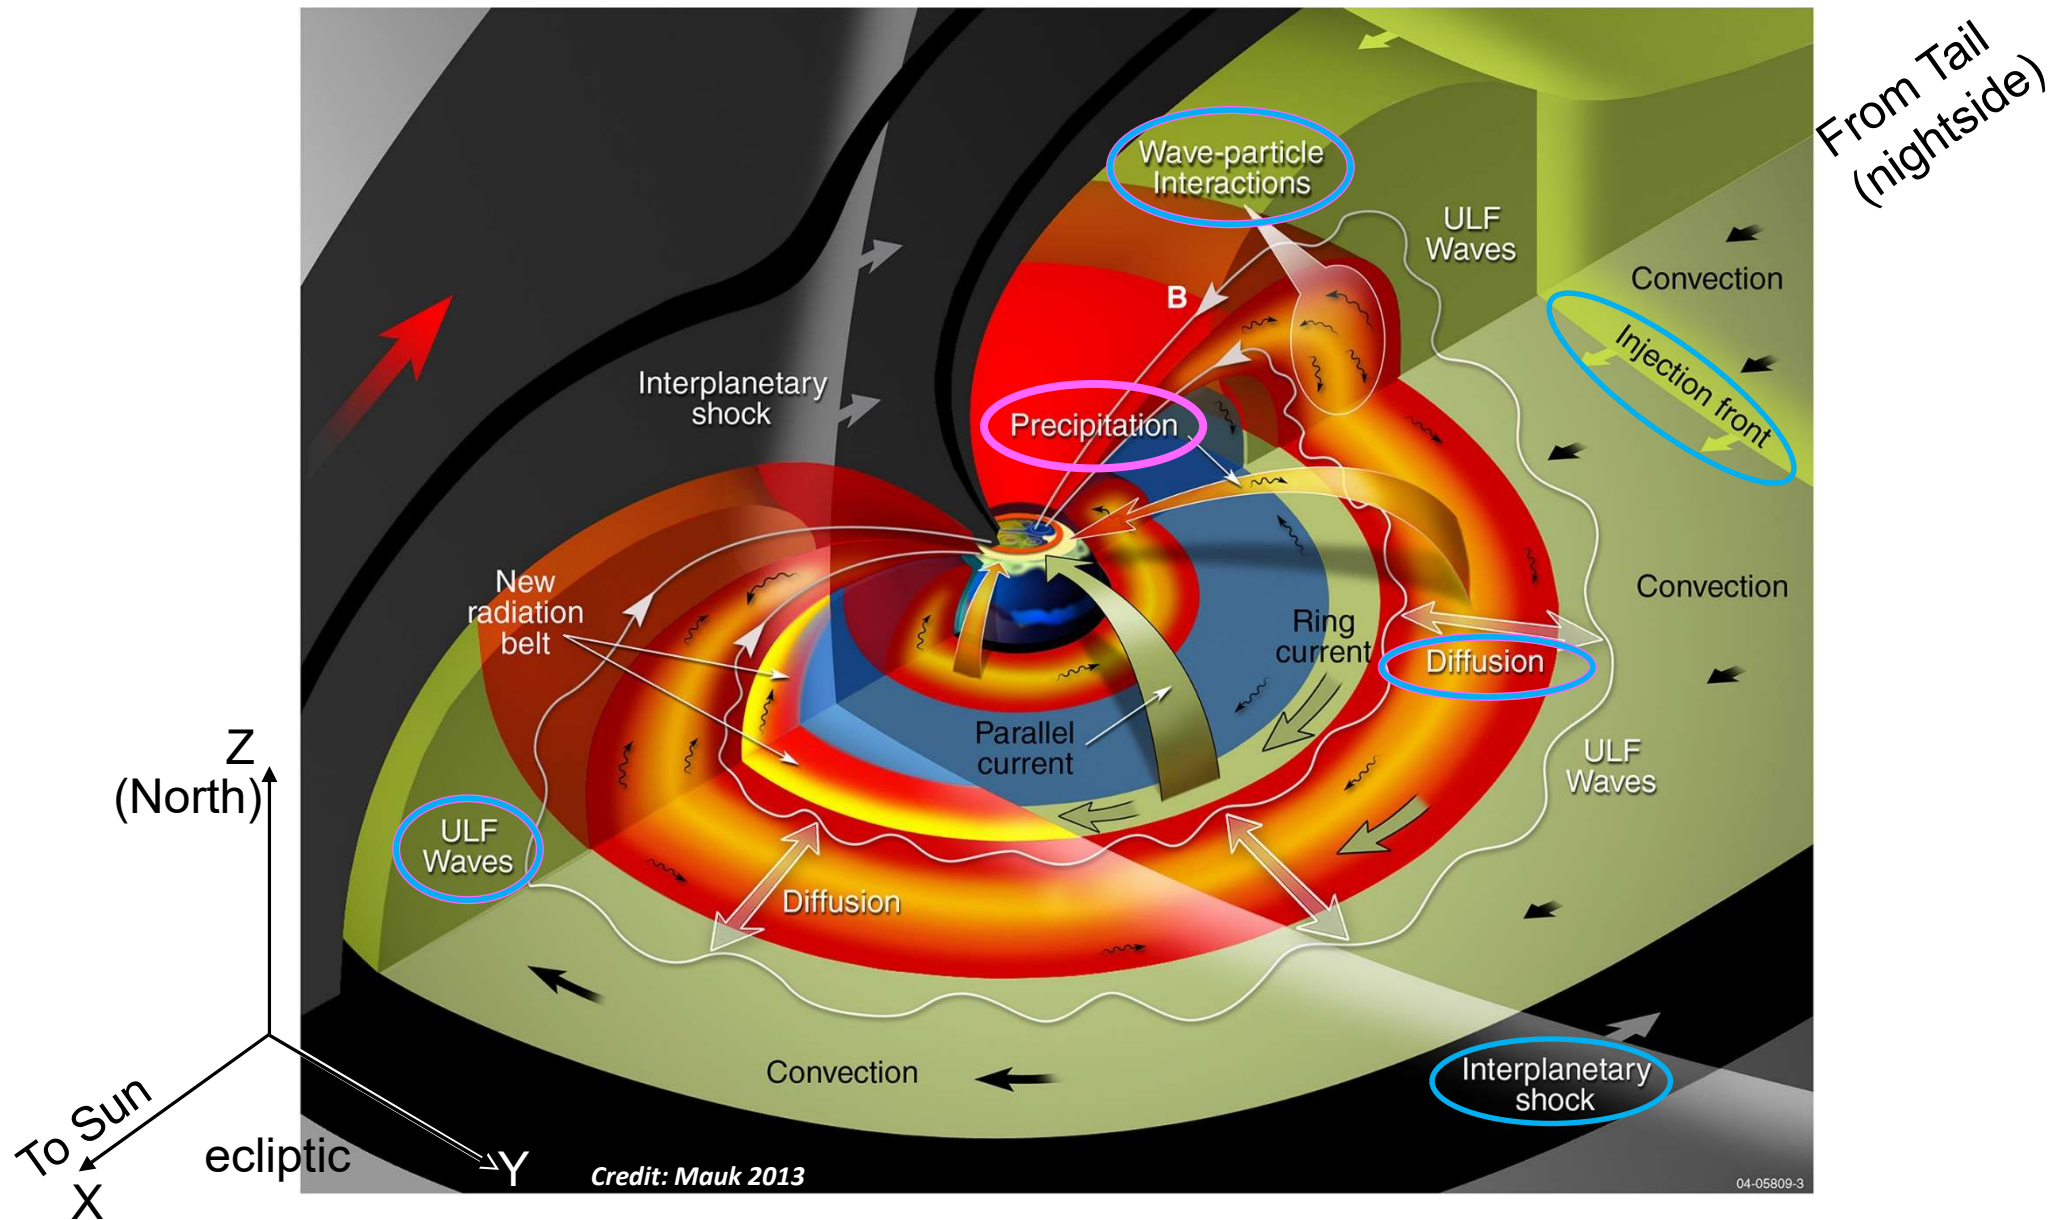 From Tail
(nightside)
Wave-particle
Interactions
ULF
Waves
Convection
B
Injection front
Interplanetary
shock
Precipitation
New
radiation
belt
Ring
current
Convection
Diffusion
Parallel
current
Z
(North)
ULF
Waves
ULF
Waves
Diffusion
Convection
Interplanetary
shock
To Sun
X
ecliptic
Y
Credit: Mauk 2013
04-05809-3